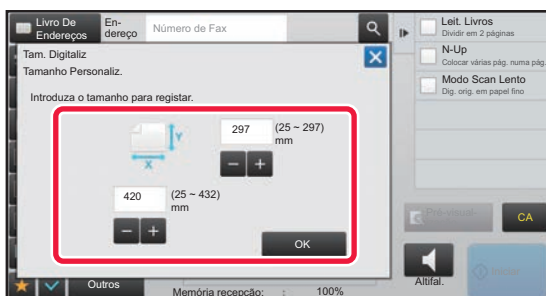 Livro De
Endereços
En-
dereço
Número de Fax
Tam. Digitaliz
Tamanho Personaliz.
Introduza o tamanho para registar.
Y
X
297
(25 ~ 297)
mm
420
(25 ~ 432)
mm
OK
Outros
Memória recepção: : 100%
Leit. Livros
Dividir em 2 páginas
N-Up
Colocar várias pág. numa pág.
Modo Scan Lento
Dig. orig. em papel fino
Pré-visual.
CA
Altifal.
Iniciar